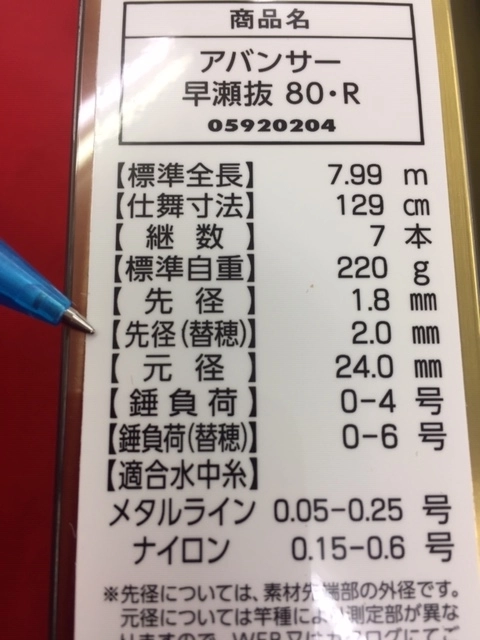 商品名
アバンサー
早瀬抜 80・R
05920204
【標準全長】 7.99 m
【仕舞寸法】 129 ㎝
【継数】 7 本
【標準自重】 220 g
【先径】 1.8 ㎜
【先径(替穂)】 2.0 ㎜
【元径】 24.0 ㎜
【錘負荷】 0-4 号
【錘負荷(替穂)】 0-6 号
【適合水中糸】
メタルライン 0.05-0.25 号
ナイロン 0.15-0.6 号
※先径については、素材先端部の外径です。
元径については竿種により測定部が異な